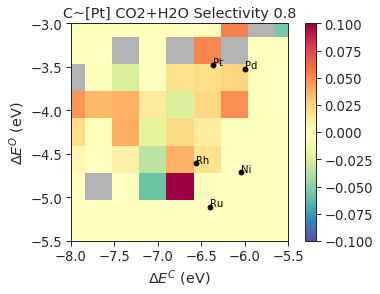 C~[Pt] CO2+H2O Selectivity 0.8
−3.0
−3.5
−4.0
−4.5
−5.0
−5.5
ΔE^O (eV)
Pt
Pd
Rh
Ni
Ru
−8.0 −7.5 −7.0 −6.5 −6.0 −5.5
ΔE^C (eV)
0.100
0.075
0.050
0.025
0.000
−0.025
−0.050
−0.075
−0.100